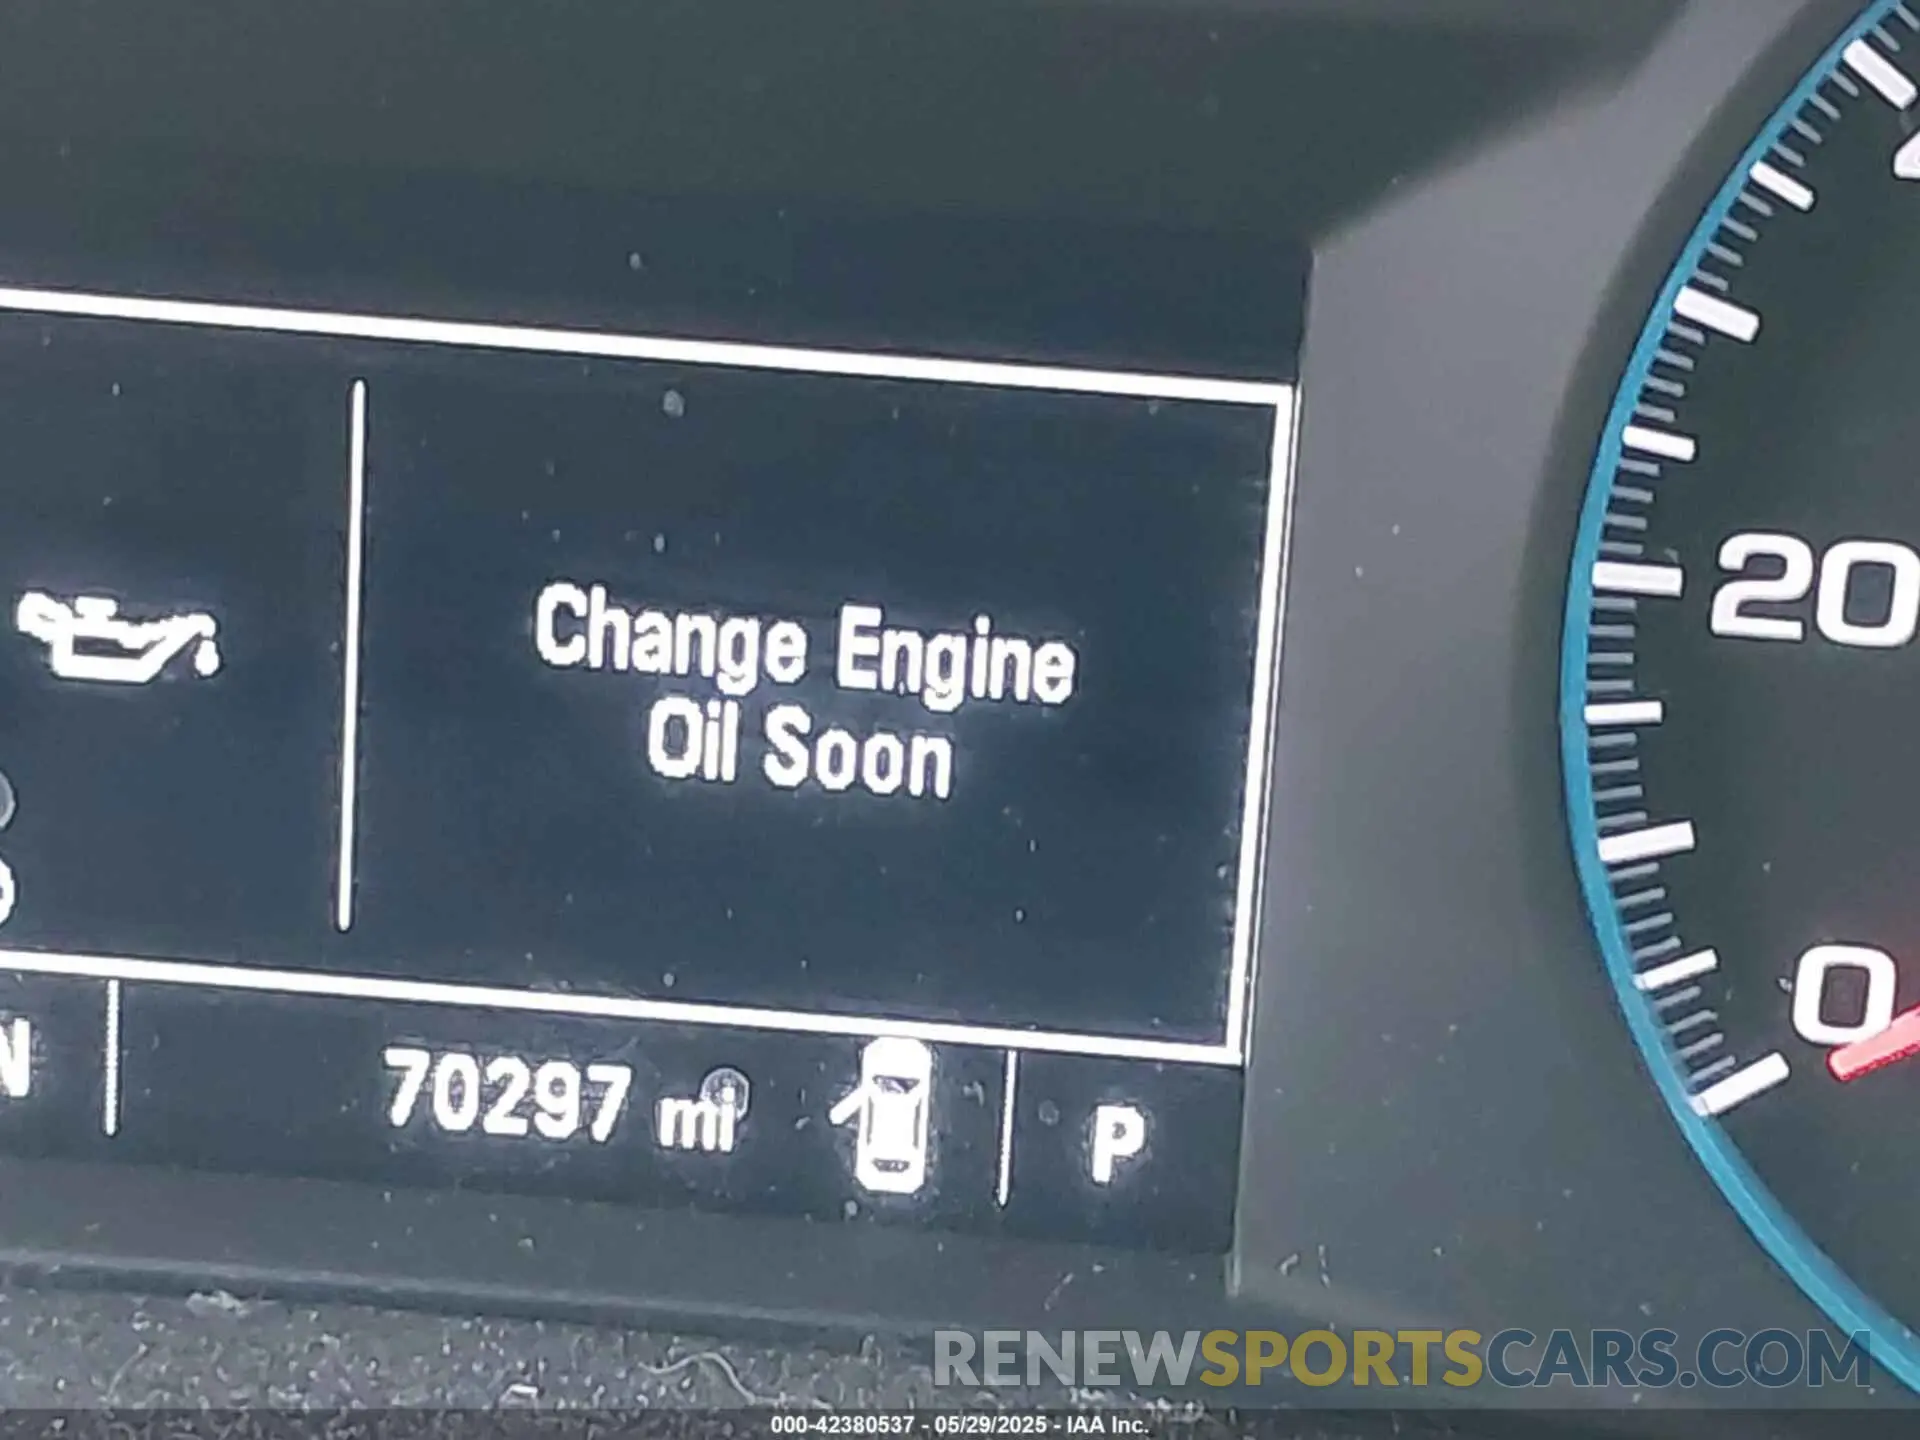 Change Engine
Oil Soon
20
0
N
70297 mi
P
RENEWSPORTSCARS.COM
000-42380537 - 05/29/2025 - IAA Inc.